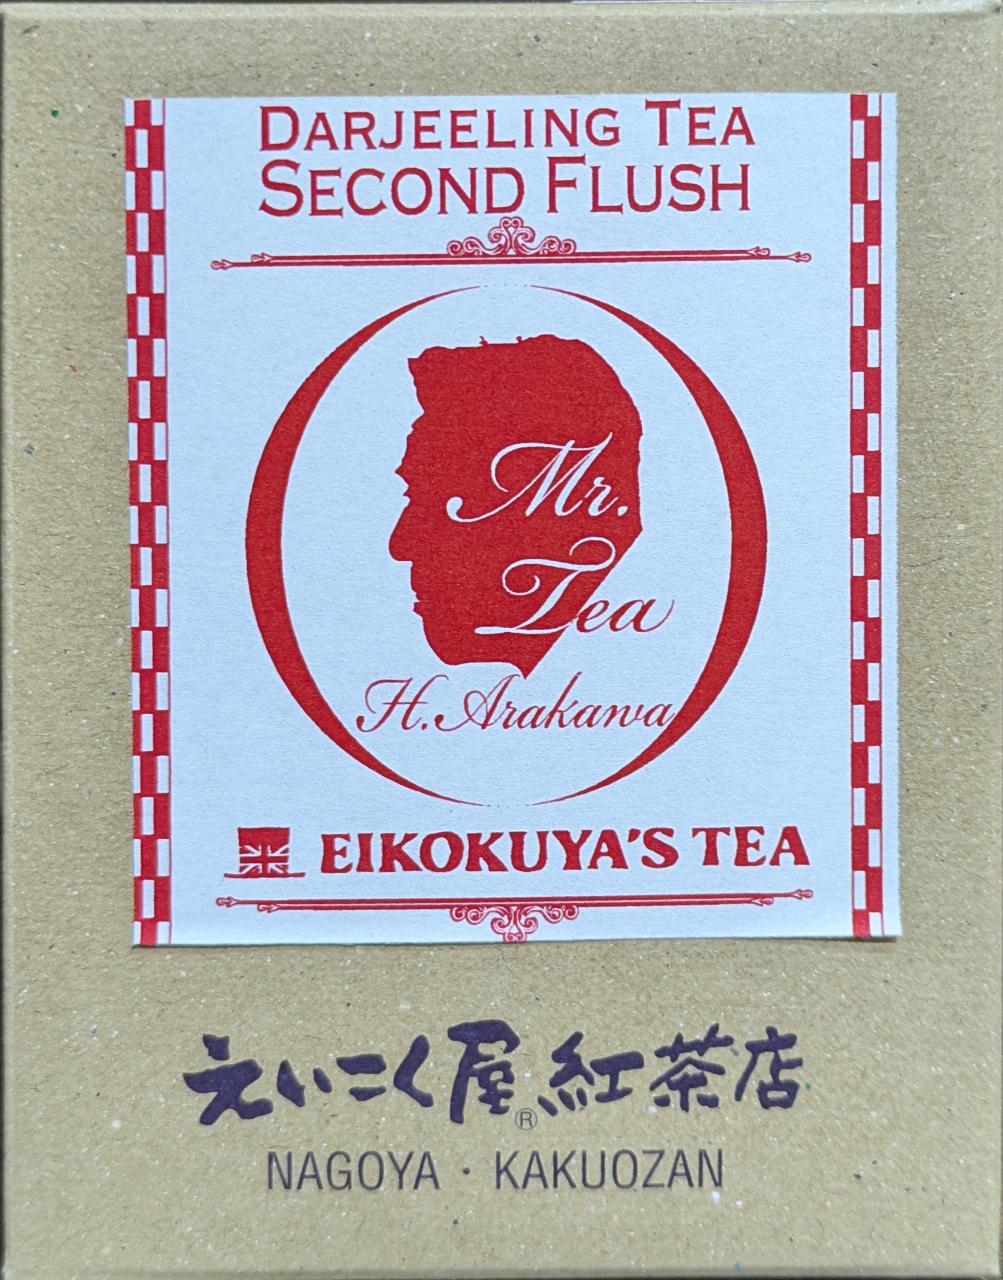 DARJEELING TEA
SECOND FLUSH
Mr.
Tea
H. Arakawa
EIKOKUYA'S TEA
えいこく屋®紅茶店
NAGOYA・KAKUOZAN